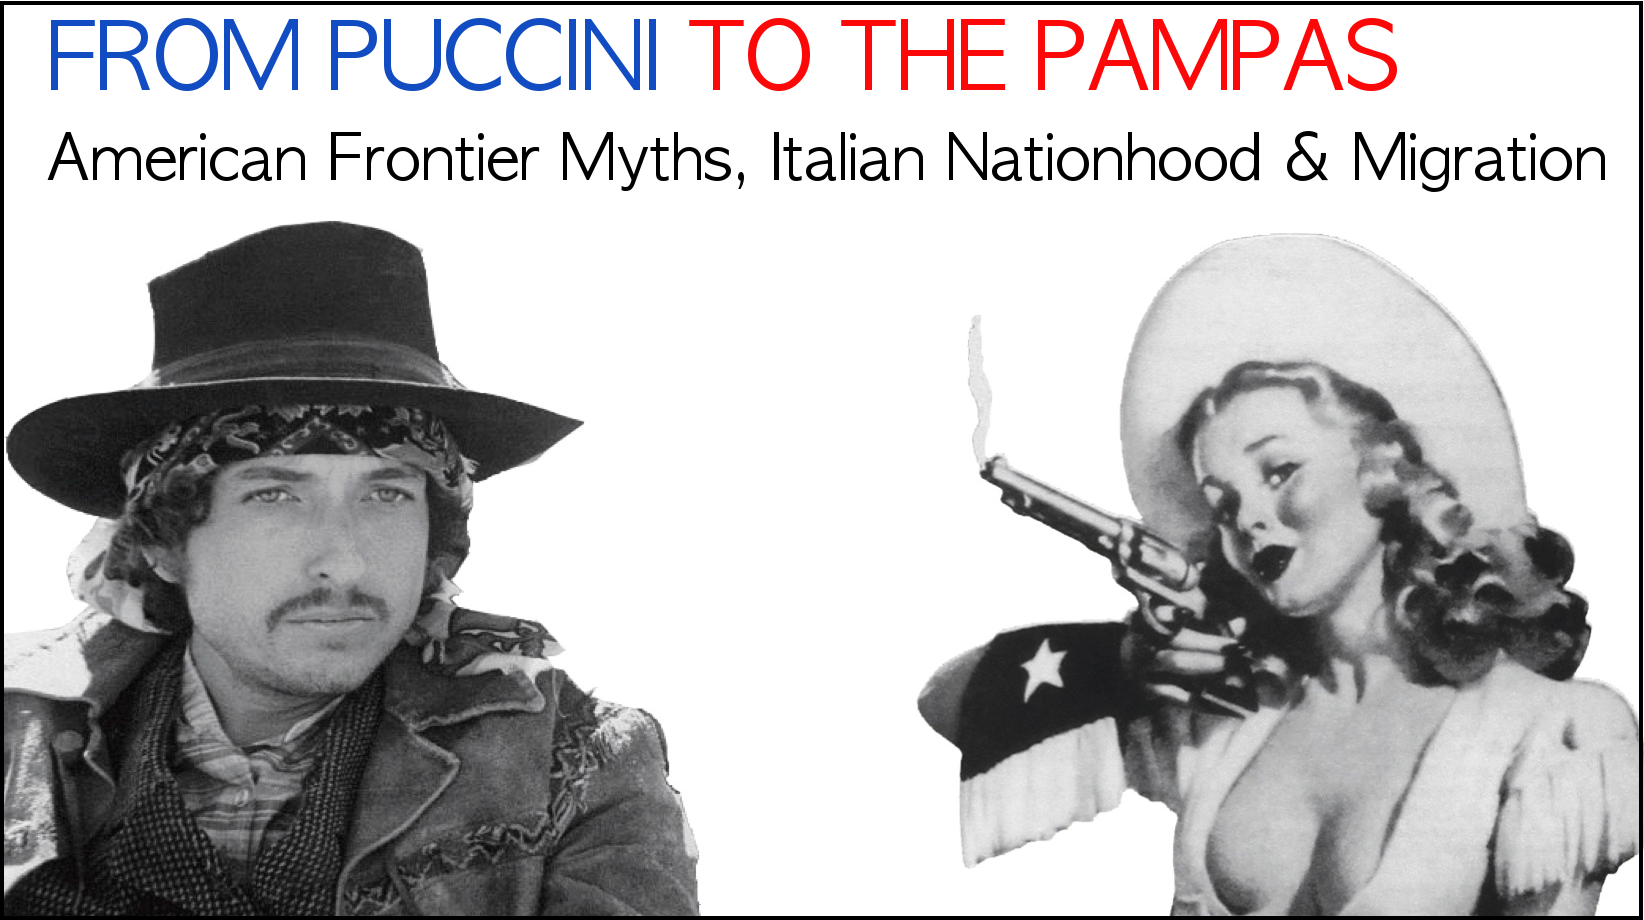 FROM PUCCINI TO THE PAMPAS
American Frontier Myths, Italian Nationhood & Migration